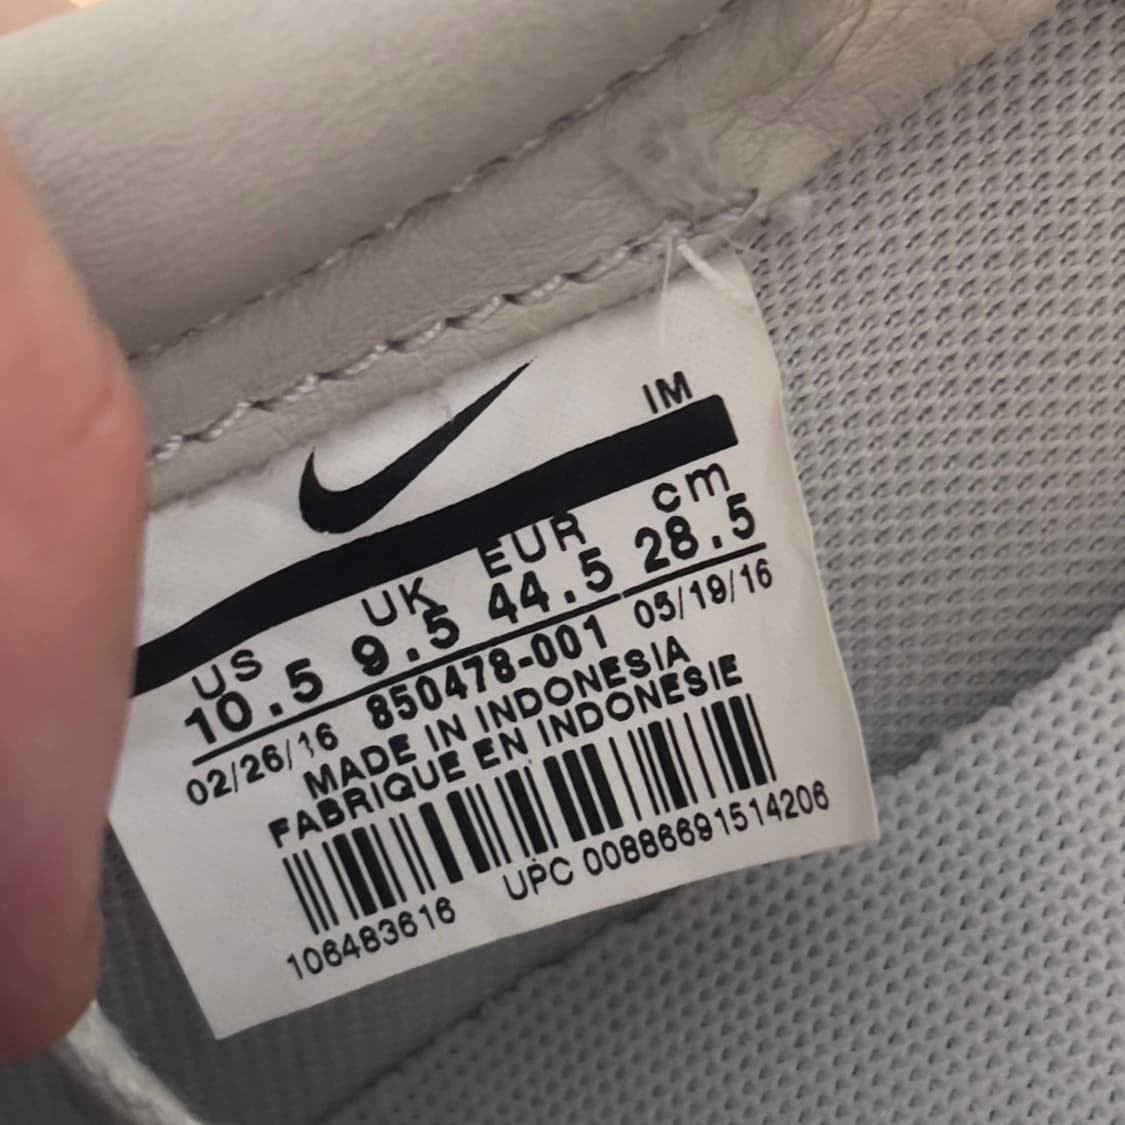 IM
US UK EUR cm
10.5 9.5 44.5 28.5
02/26/16 850478-001 05/19/16
MADE IN INDONESIA
FABRIQUE EN INDONESIE
106483616 UPC 00886691514206